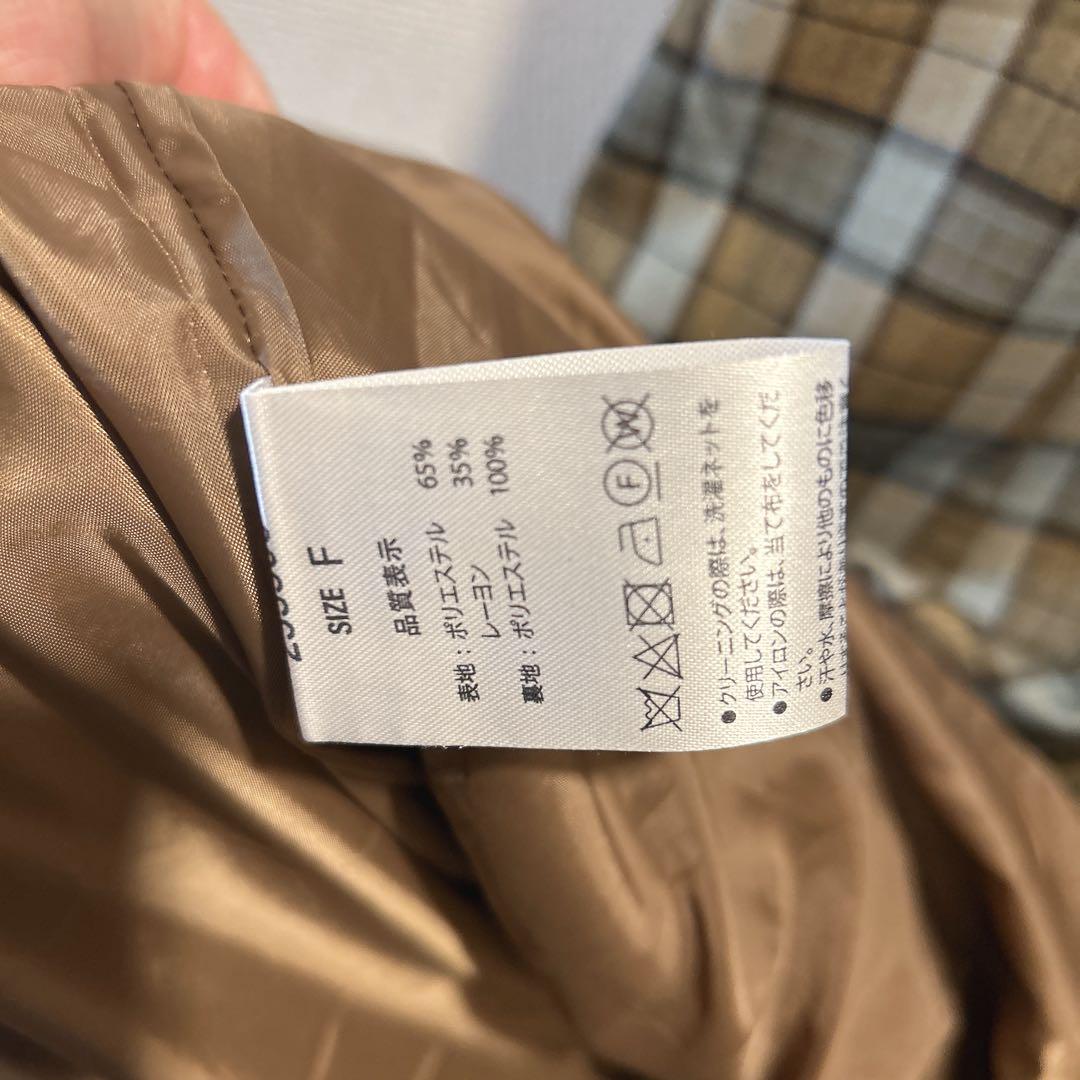 SIZE F
品質表示
表地：ポリエステル 65%
レーヨン 35%
裏地：ポリエステル 100%
F W
●クリーニングの際は、洗濯ネットを
使用してください。
●アイロンの際は、当て布をしてくだ
さい。
●汗や水、摩擦により他のものに色移